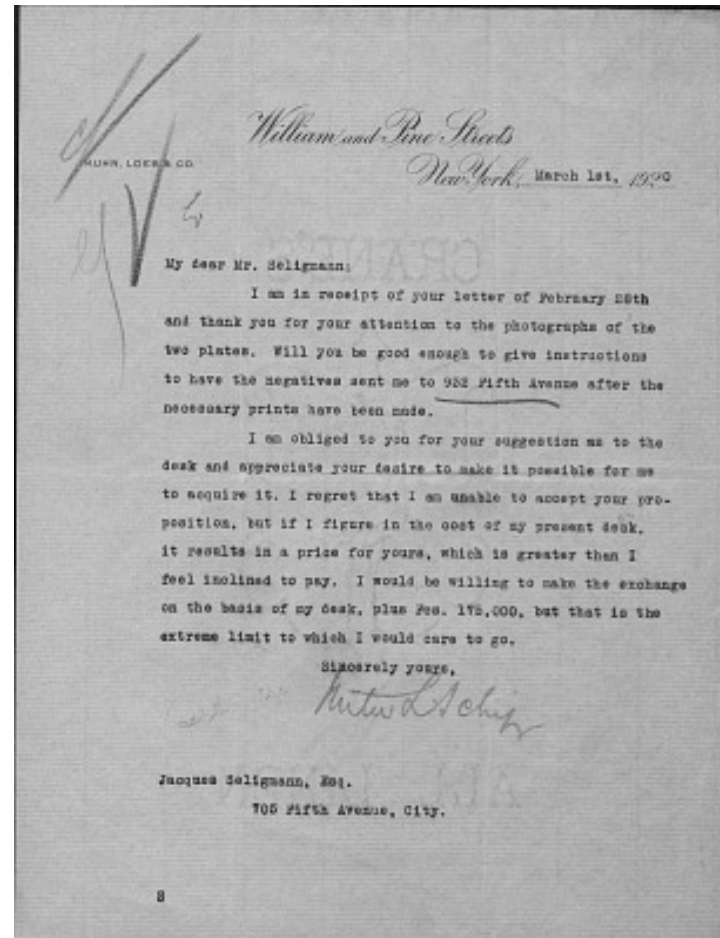 William and Pine Streets
KUHN, LOEB & CO.
New York, March 1st, 1920
CRANE'S
My dear Mr. Seligmann:
I am in receipt of your letter of February 28th
and thank you for your attention to the photographs of the
two plates. Will you be good enough to give instructions
to have the negatives sent me to 932 Fifth Avenue after the
necessary prints have been made.
I am obliged to you for your suggestion as to the
desk and appreciate your desire to make it possible for me
to acquire it. I regret that I am unable to accept your pro-
position, but if I figure in the cost of my present desk,
it results in a price for yours, which is greater than I
feel inclined to pay. I would be willing to make the exchange
on the basis of my desk, plus Fcs. 175,000, but that is the
extreme limit to which I would care to go.
Sincerely yours,
Mortimer L Schiff
Jacques Seligmann, Esq.
705 Fifth Avenue, City.
S